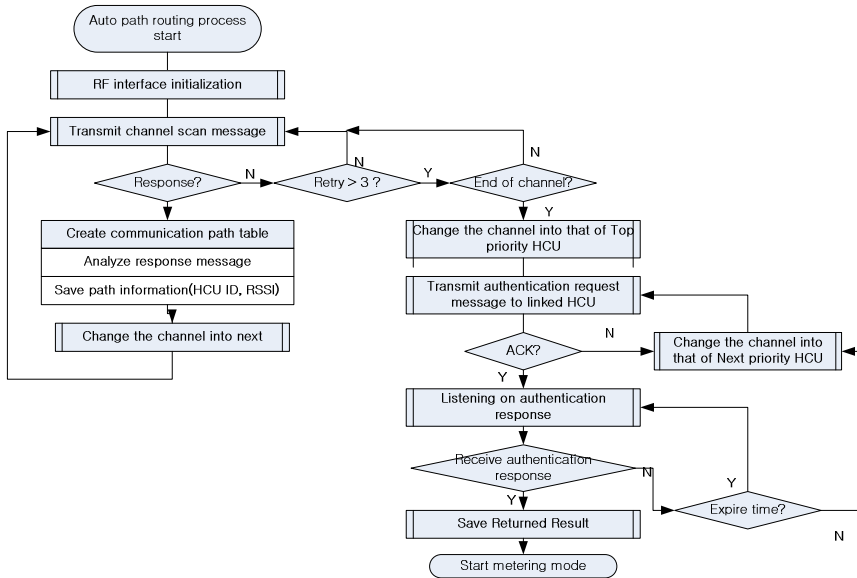 Auto path routing process
start
RF interface initialization
Transmit channel scan message
Response?
N
Retry > 3 ?
N
Y
End of channel?
N
Y
Create communication path table
Analyze response message
Save path information(HCU ID, RSSI)
Change the channel into next
Change the channel into that of Top
priority HCU
Transmit authentication request
message to linked HCU
ACK?
N
Y
Change the channel into
that of Next priority HCU
Listening on authentication
response
Receive authentication
response
N
Y
Expire time?
Y
N
Save Returned Result
Start metering mode